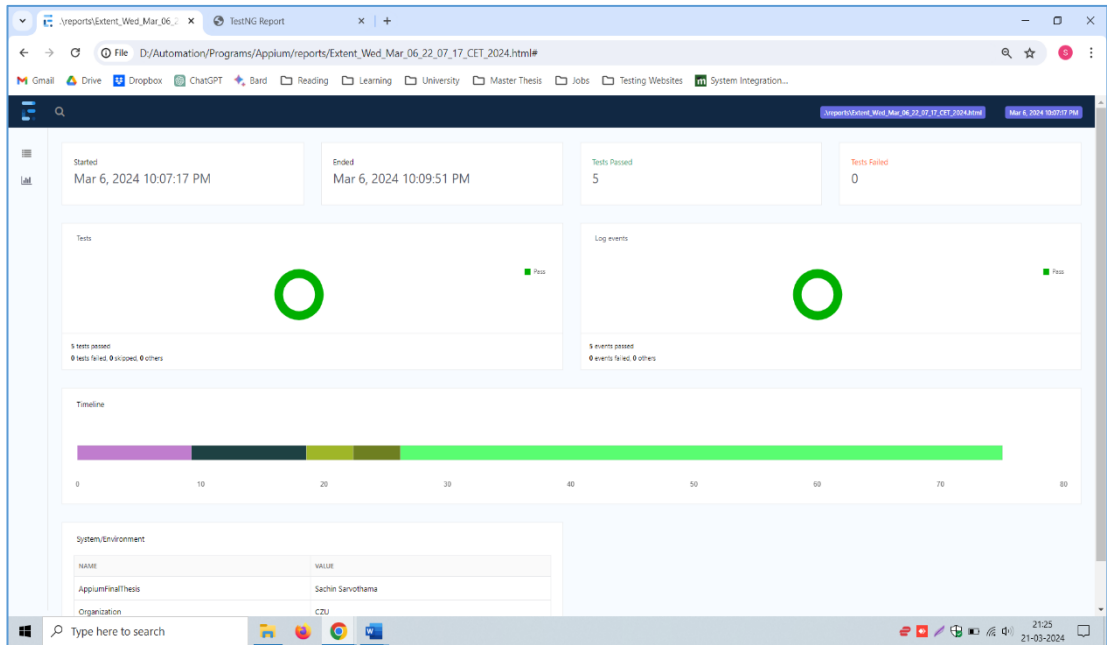 .\reports\Extent_Wed_Mar_06_2
TestNG Report
File D:/Automation/Programs/Appium/reports/Extent_Wed_Mar_06_22_07_17_CET_2024.html#
S
Gmail Drive Dropbox ChatGPT Bard Reading Learning University Master Thesis Jobs Testing Websites System Integration...
.\reports\Extent_Wed_Mar_06_22_07_17_CET_2024.html Mar 6, 2024 10:07:17 PM
Started
Mar 6, 2024 10:07:17 PM
Ended
Mar 6, 2024 10:09:51 PM
Tests Passed
5
Tests Failed
0
Tests
Pass
5 tests passed
0 tests failed, 0 skipped, 0 others
Log events
Pass
5 events passed
0 events failed, 0 others
Timeline
0 10 20 30 40 50 60 70 80
System/Environment
NAME VALUE
AppiumFinalThesis Sachin Sarvothama
Organization CZU
Type here to search
21:25
21-03-2024